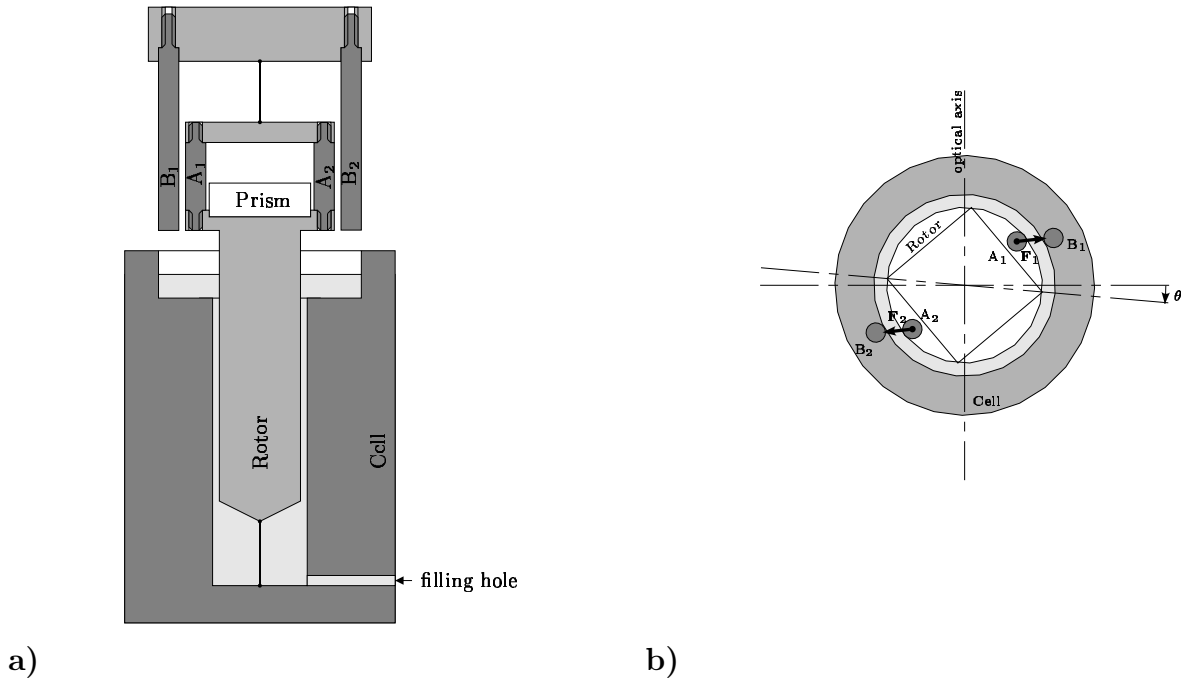 B1
A1
A2
B2
Prism
Rotor
Cell
filling hole
a)
optical axis
Rotor
A1
F1
B1
θ
F2
A2
B2
Cell
b)